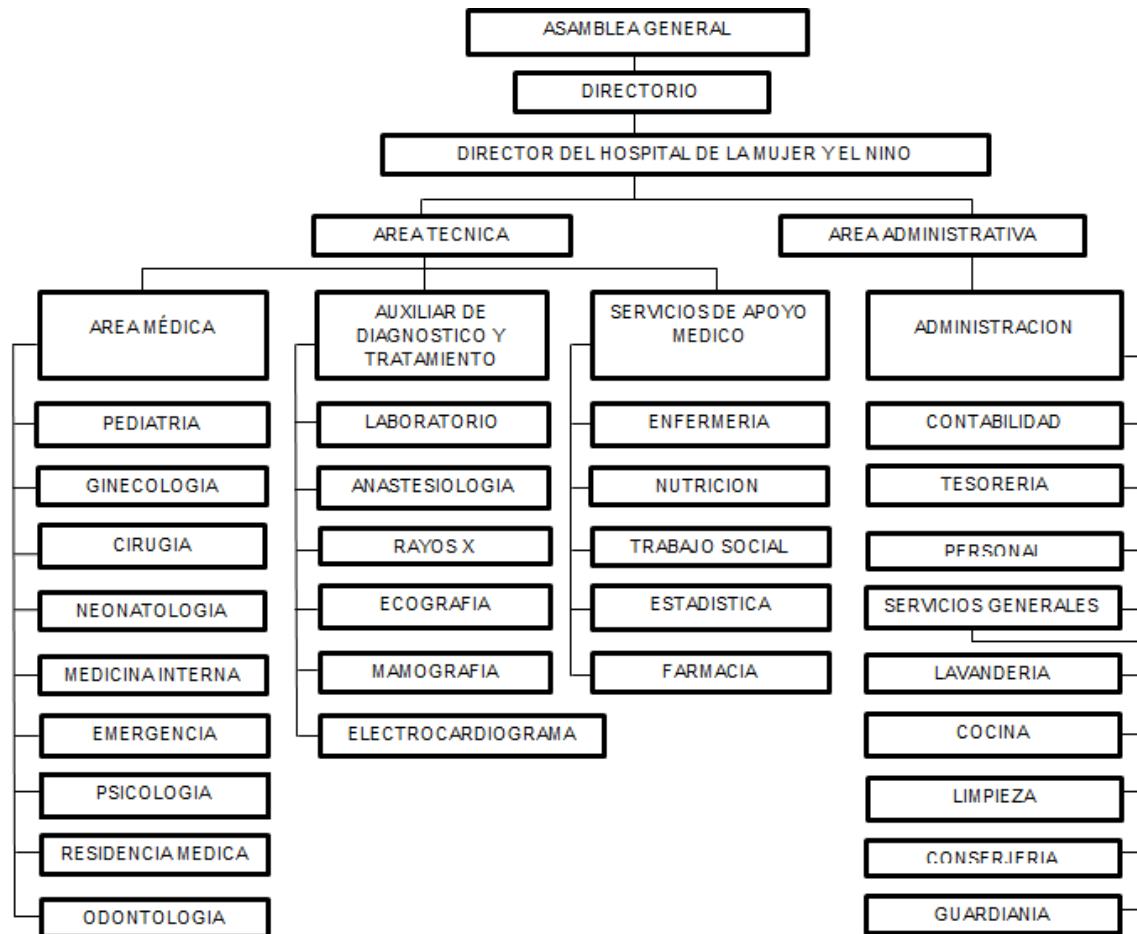 ASAMBLEA GENERAL
DIRECTORIO
DIRECTOR DEL HOSPITAL DE LA MUJER Y EL NINO
AREA TECNICA
AREA ADMINISTRATIVA
AREA MÉDICA
AUXILIAR DE
DIAGNOSTICO Y
TRATAMIENTO
SERVICIOS DE APOYO
MEDICO
ADMINISTRACION
PEDIATRIA
GINECOLOGIA
CIRUGIA
NEONATOLOGIA
MEDICINA INTERNA
EMERGENCIA
PSICOLOGIA
RESIDENCIA MEDICA
ODONTOLOGIA
LABORATORIO
ANASTESIOLOGIA
RAYOS X
ECOGRAFIA
MAMOGRAFIA
ELECTROCARDIOGRAMA
ENFERMERIA
NUTRICION
TRABAJO SOCIAL
ESTADISTICA
FARMACIA
CONTABILIDAD
TESORERIA
PERSONAL
SERVICIOS GENERALES
LAVANDERIA
COCINA
LIMPIEZA
CONSERJERIA
GUARDIANIA